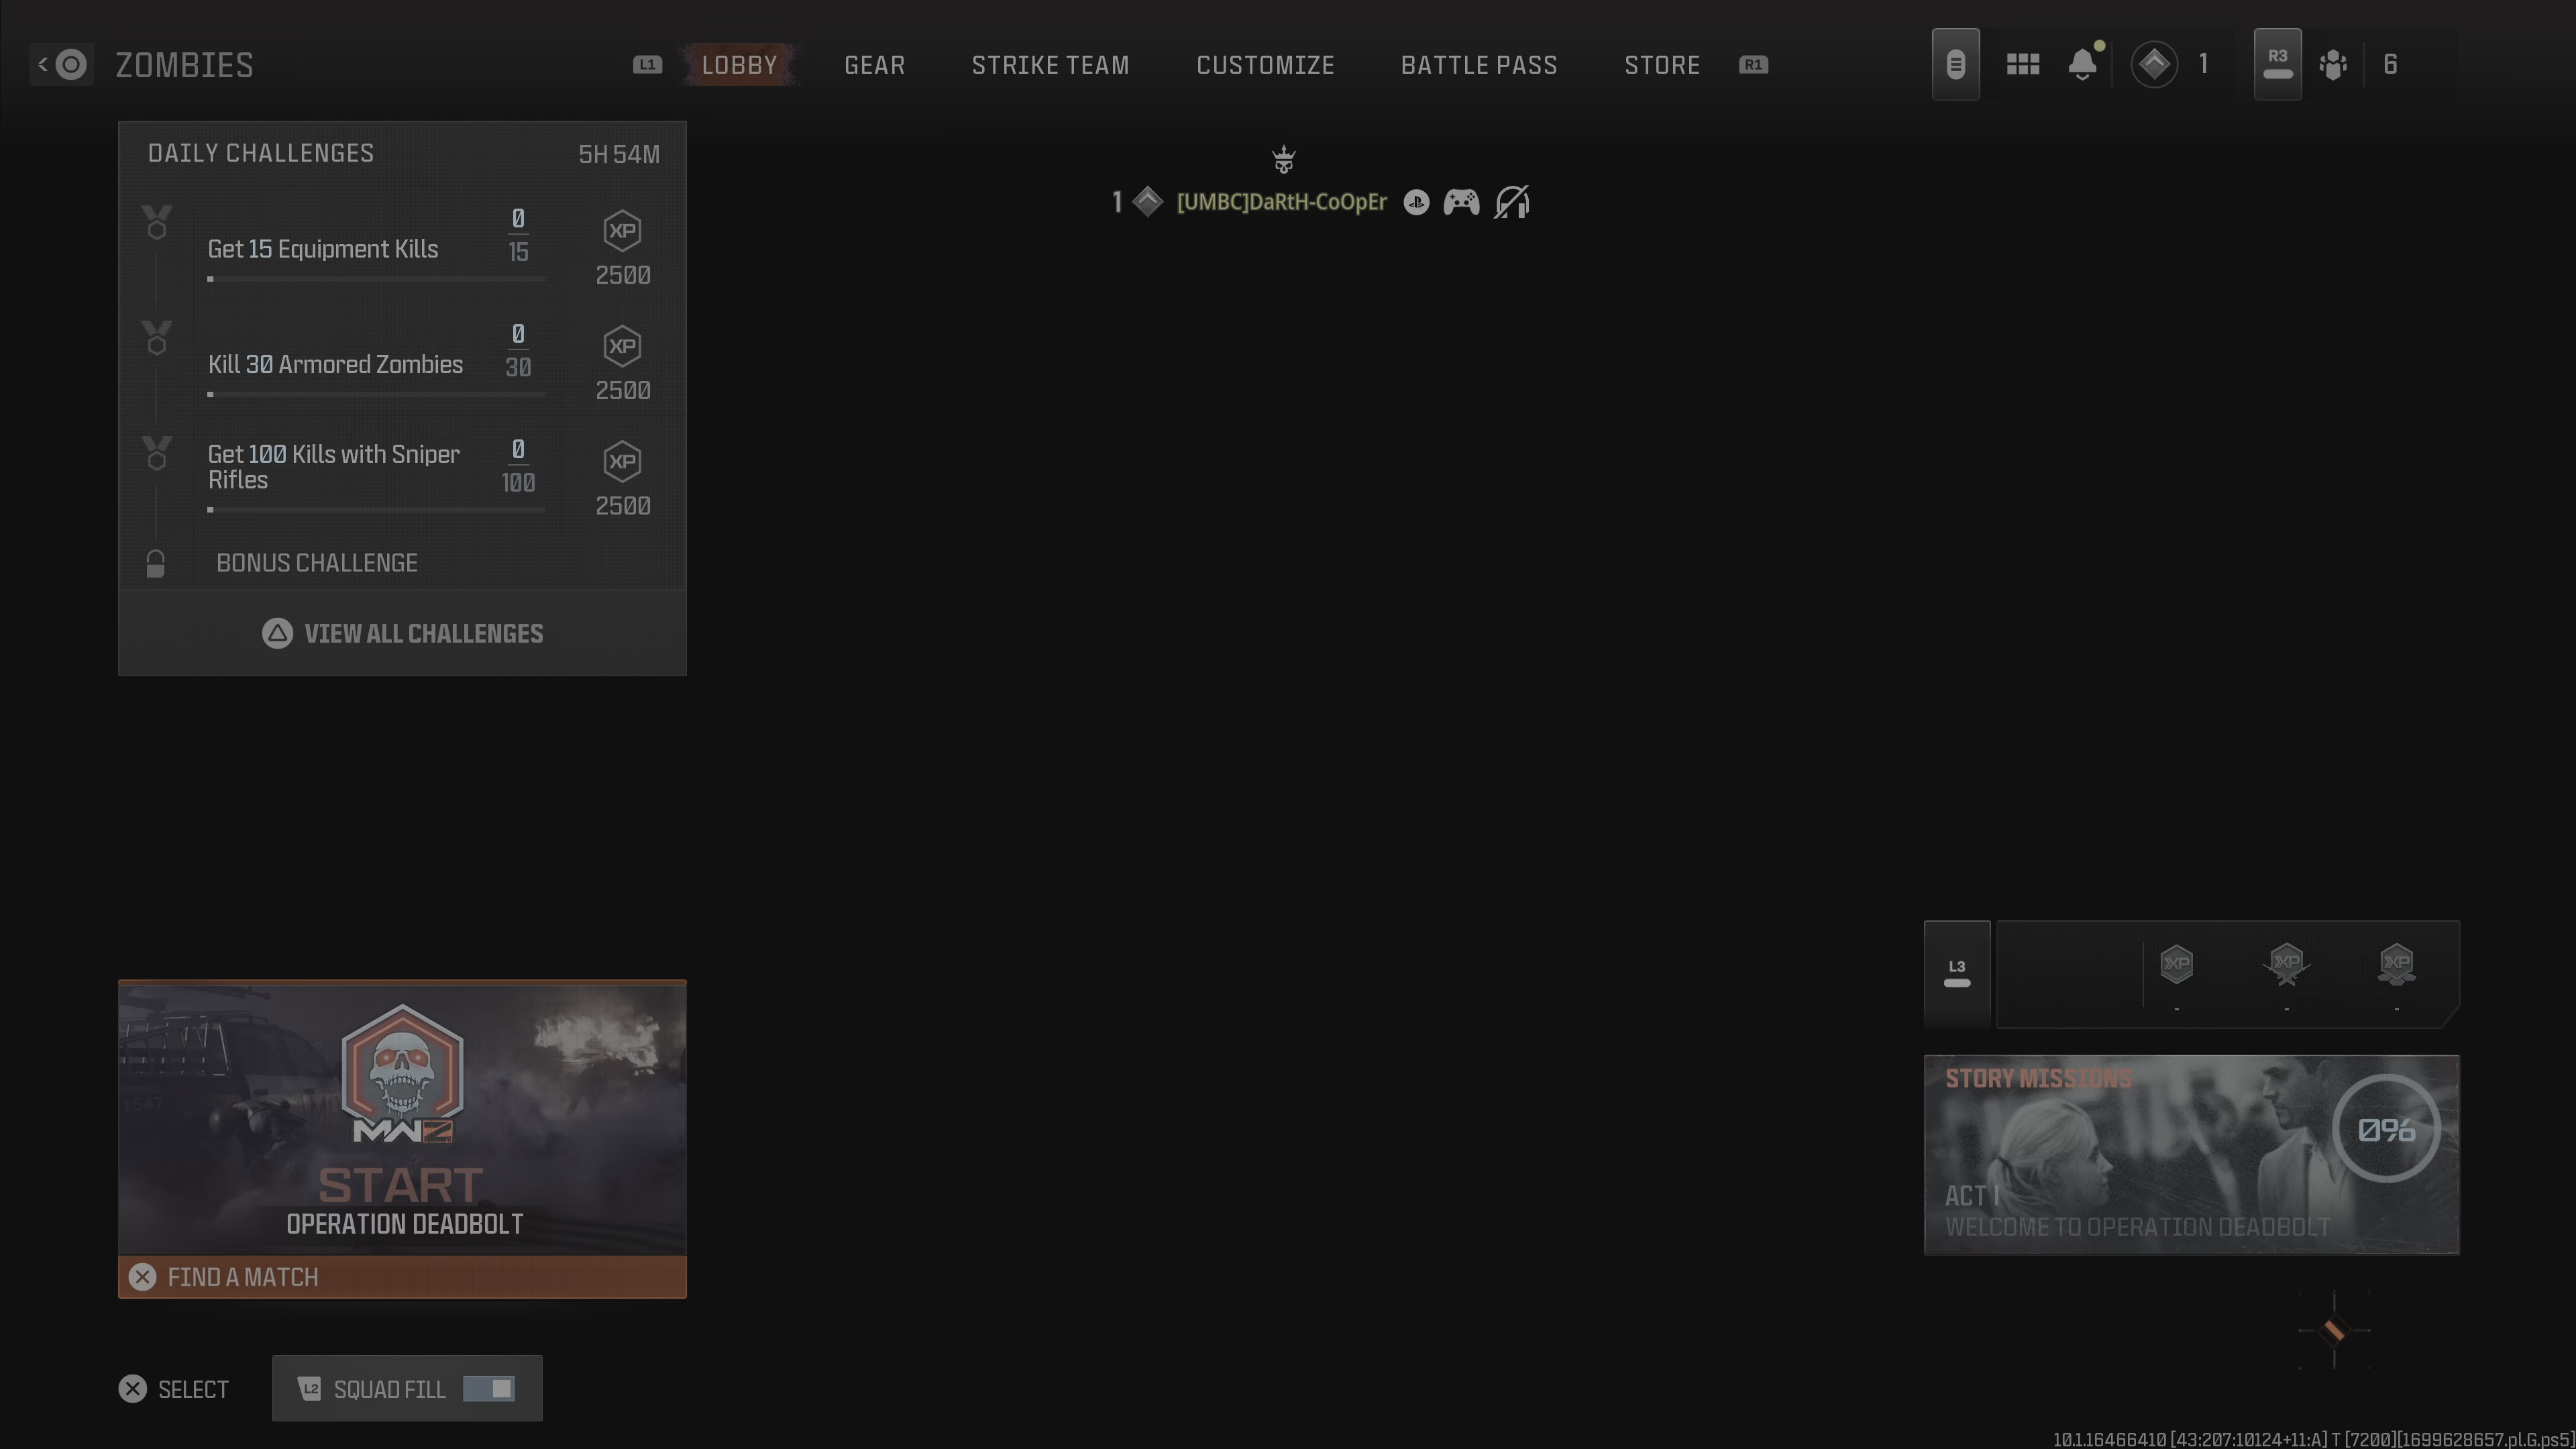 ZOMBIES
L1
LOBBY
GEAR
STRIKE TEAM
CUSTOMIZE
BATTLE PASS
STORE
R1
1
R3
6
DAILY CHALLENGES
5H 54M
Get 15 Equipment Kills
0
15
XP
2500
Kill 30 Armored Zombies
0
30
XP
2500
Get 100 Kills with Sniper
Rifles
0
100
XP
2500
BONUS CHALLENGE
VIEW ALL CHALLENGES
1
[UMBC]DaRtH-CoOpEr
L3
XP
XP
XP
-
-
-
1547
MWZ
START
OPERATION DEADBOLT
FIND A MATCH
STORY MISSIONS
0%
ACT I
WELCOME TO OPERATION DEADBOLT
SELECT
L2
SQUAD FILL
10.1.16466410 [43:207:10124+11:A] T [7200][1699628657.pl.G.ps5]